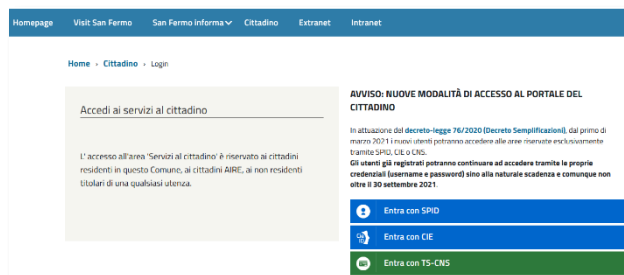 Homepage Visit San Fermo San Fermo informa Cittadino Extranet Intranet
Home › Cittadino › Login
Accedi ai servizi al cittadino
L' accesso all'area 'Servizi al cittadino' è riservato ai cittadini
residenti in questo Comune, ai cittadini AIRE, ai non residenti
titolari di una qualsiasi utenza.
AVVISO: NUOVE MODALITÀ DI ACCESSO AL PORTALE DEL
CITTADINO
In attuazione del decreto-legge 76/2020 (Decreto Semplificazioni), dal primo di
marzo 2021 i nuovi utenti potranno accedere alle aree riservate esclusivamente
tramite SPID, CIE o CNS.
Gli utenti già registrati potranno continuare ad accedere tramite le proprie
credenziali (username e password) sino alla naturale scadenza e comunque non
oltre il 30 settembre 2021.
Entra con SPID
Entra con CIE
Entra con TS-CNS